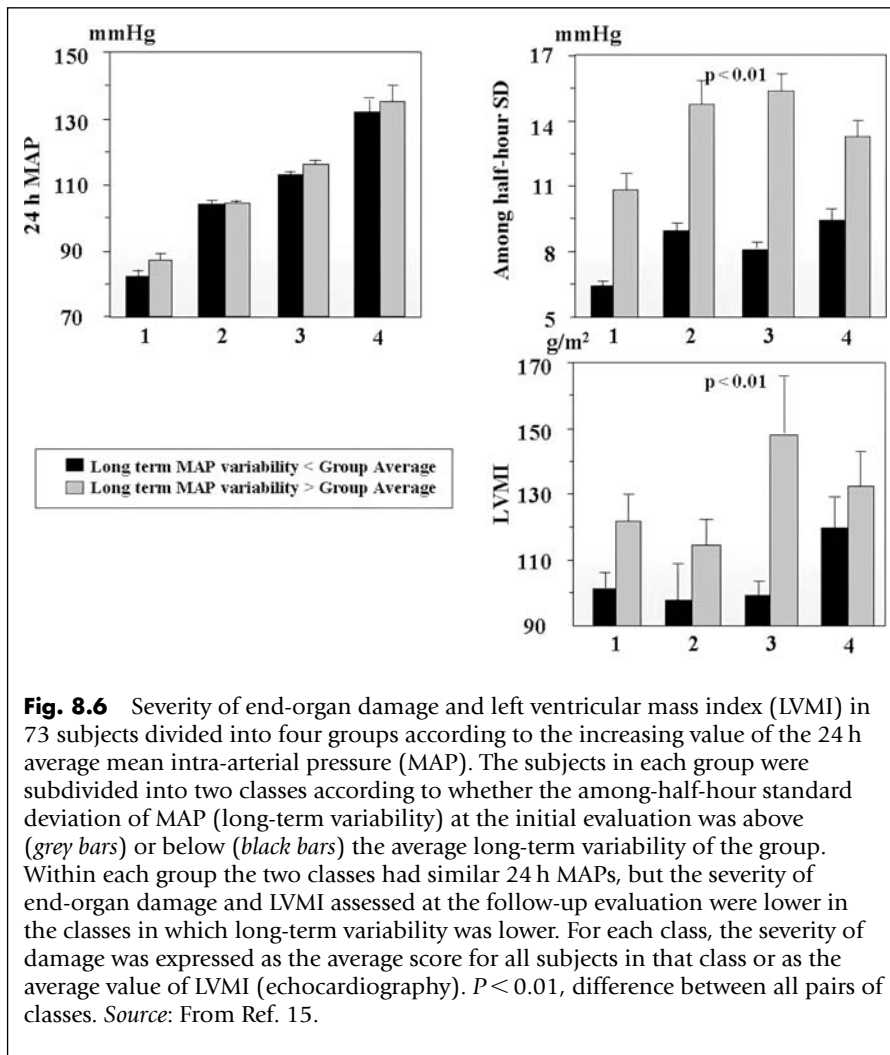 mmHg
150
130
110
90
70
24 h MAP
1 2 3 4
mmHg
17
14
11
8
5
Among half-hour SD
p < 0.01
1 2 3 4
g/m²
170
150
130
110
90
LVMI
p < 0.01
1 2 3 4
Long term MAP variability < Group Average
Long term MAP variability > Group Average
Fig. 8.6 Severity of end-organ damage and left ventricular mass index (LVMI) in
73 subjects divided into four groups according to the increasing value of the 24 h
average mean intra-arterial pressure (MAP). The subjects in each group were
subdivided into two classes according to whether the among-half-hour standard
deviation of MAP (long-term variability) at the initial evaluation was above
(grey bars) or below (black bars) the average long-term variability of the group.
Within each group the two classes had similar 24 h MAPs, but the severity of
end-organ damage and LVMI assessed at the follow-up evaluation were lower in
the classes in which long-term variability was lower. For each class, the severity of
damage was expressed as the average score for all subjects in that class or as the
average value of LVMI (echocardiography). P < 0.01, difference between all pairs of
classes. Source: From Ref. 15.